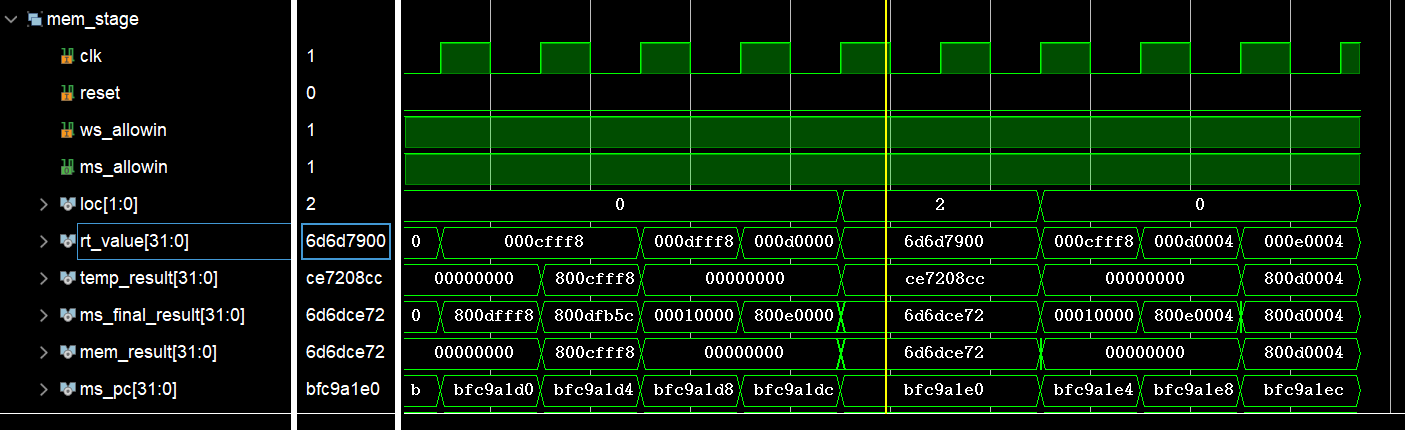 mem_stage
clk 1
reset 0
ws_allowin 1
ms_allowin 1
loc[1:0] 2 0 2 0
rt_value[31:0] 6d6d7900 0 000cfff8 000dfff8 000d0000 6d6d7900 000cfff8 000d0004 000e0004
temp_result[31:0] ce7208cc 00000000 800cfff8 00000000 ce7208cc 00000000 800d0004
ms_final_result[31:0] 6d6dce72 0 800dfff8 800dfb5c 00010000 800e0000 6d6dce72 00010000 800e0004 800d0004
mem_result[31:0] 6d6dce72 00000000 800cfff8 00000000 6d6dce72 00000000 800d0004
ms_pc[31:0] bfc9a1e0 b bfc9a1d0 bfc9a1d4 bfc9a1d8 bfc9a1dc bfc9a1e0 bfc9a1e4 bfc9a1e8 bfc9a1ec